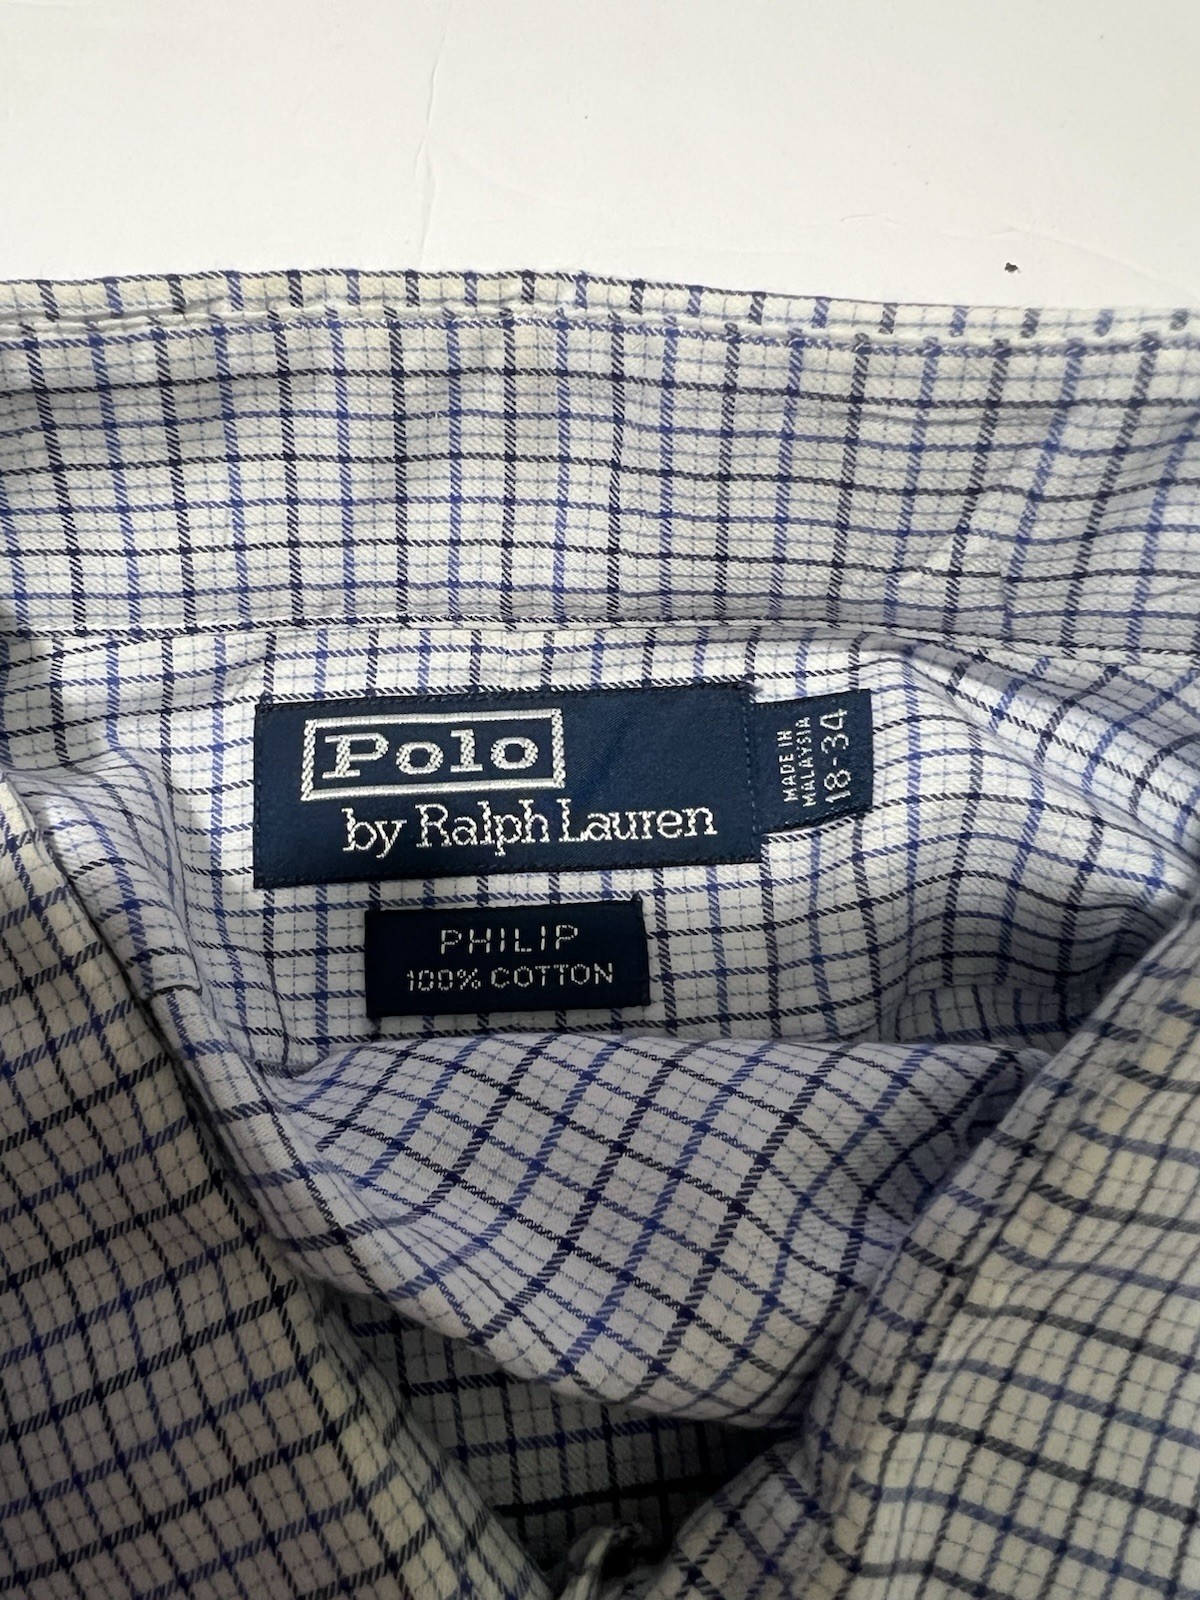 Polo
by Ralph Lauren
MADE IN
MALAYSIA
18-34
PHILIP
100% COTTON